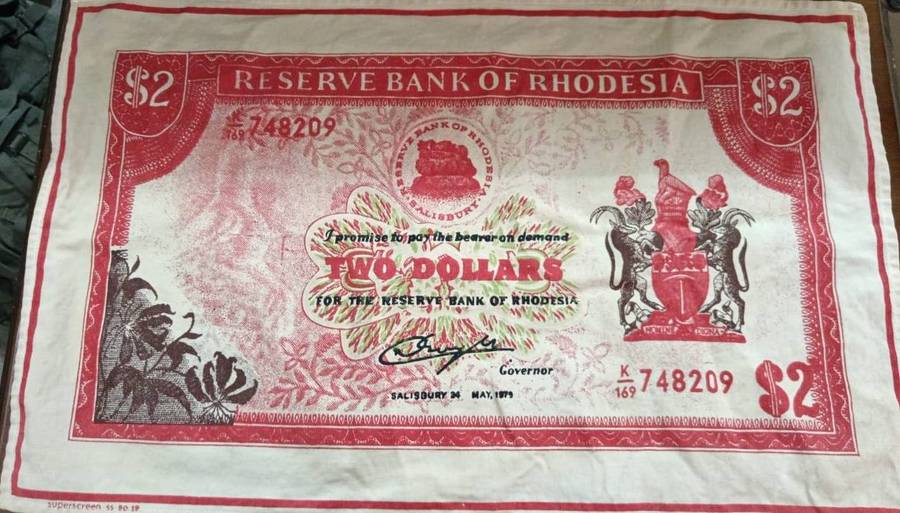 $2
RESERVE BANK OF RHODESIA
$2
K/169 748209
RESERVE BANK OF RHODESIA
SALISBURY
I promise to pay the bearer on demand
TWO DOLLARS
FOR THE RESERVE BANK OF RHODESIA
Governor
SALISBURY 24 MAY, 1979
K/169 748209
$2
superscreen